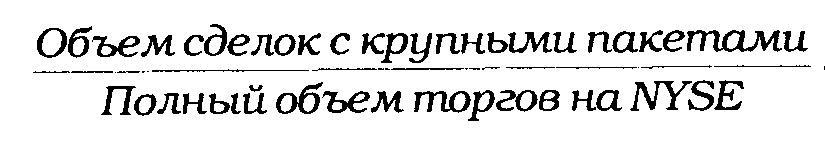 Объем сделок с крупными пакетами
Полный объем торгов на NYSE